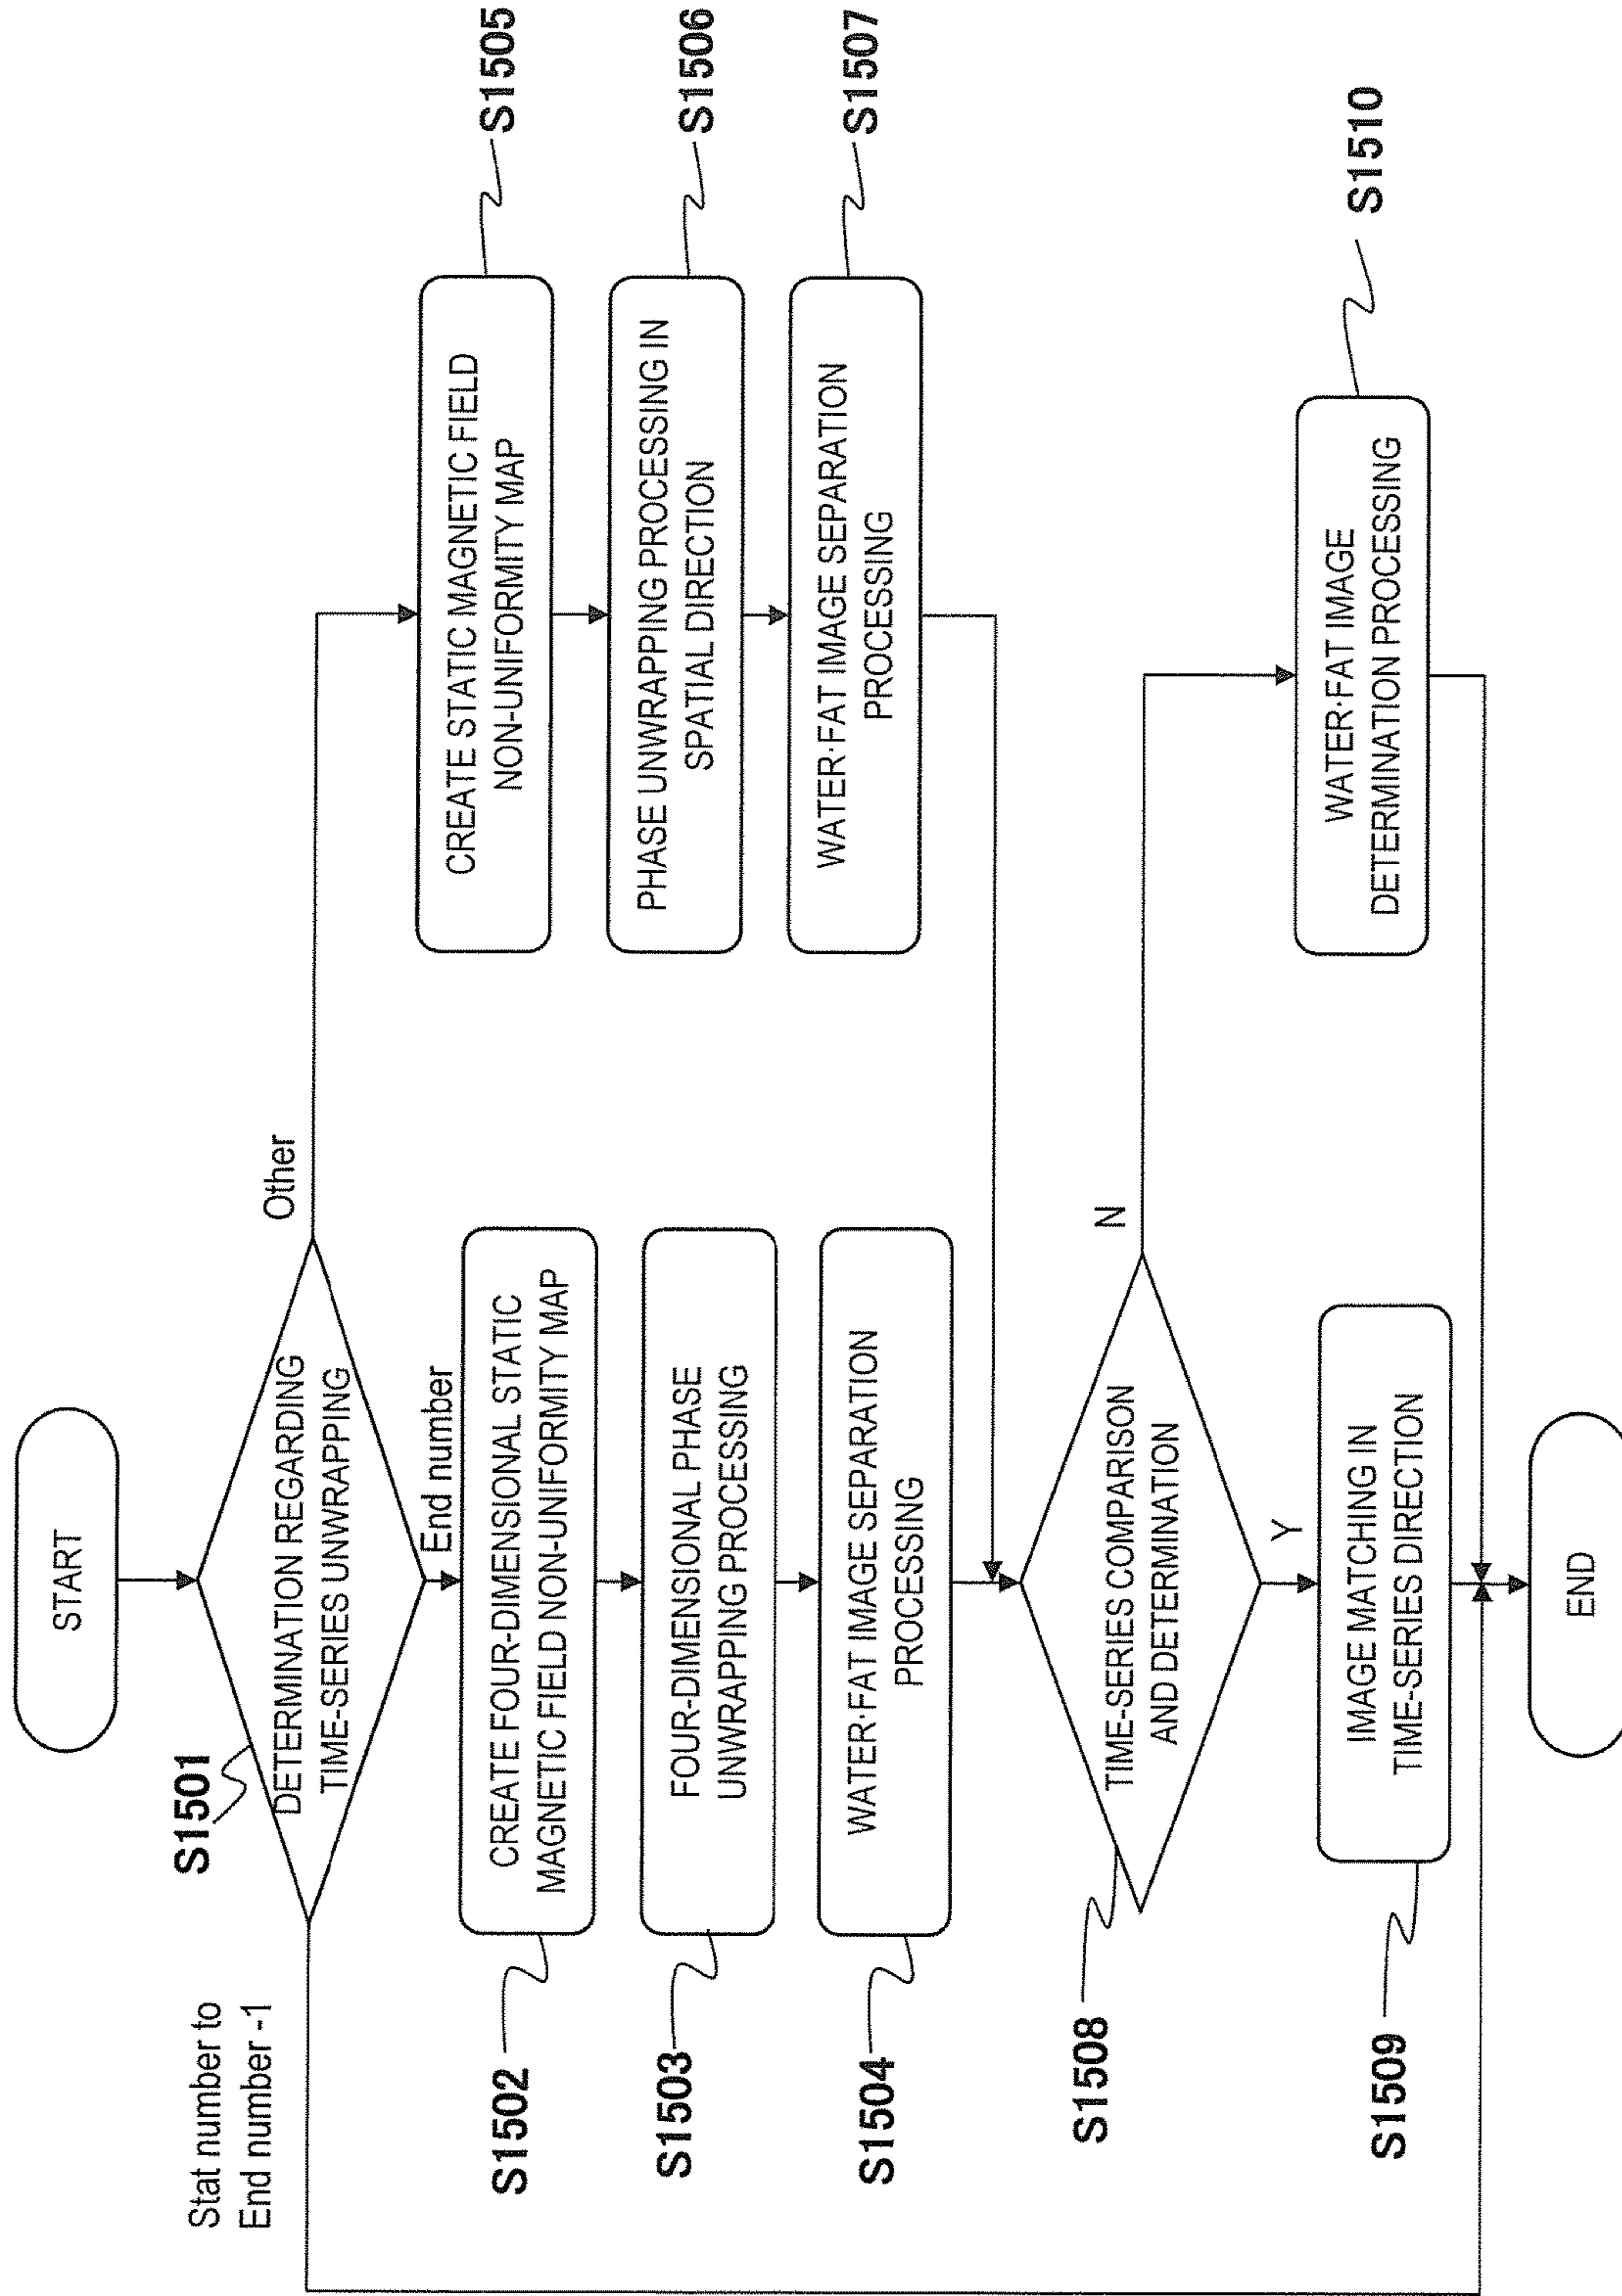 START
S1501
DETERMINATION REGARDING
TIME-SERIES UNWRAPPING
Stat number to
End number -1
End number
Other
S1502
CREATE FOUR-DIMENSIONAL STATIC
MAGNETIC FIELD NON-UNIFORMITY MAP
S1503
FOUR-DIMENSIONAL PHASE
UNWRAPPING PROCESSING
S1504
WATER·FAT IMAGE SEPARATION
PROCESSING
CREATE STATIC MAGNETIC FIELD
NON-UNIFORMITY MAP
S1505
PHASE UNWRAPPING PROCESSING IN
SPATIAL DIRECTION
S1506
WATER·FAT IMAGE SEPARATION
PROCESSING
S1507
S1508
TIME-SERIES COMPARISON
AND DETERMINATION
N
Y
S1509
IMAGE MATCHING IN
TIME-SERIES DIRECTION
WATER·FAT IMAGE
DETERMINATION PROCESSING
S1510
END